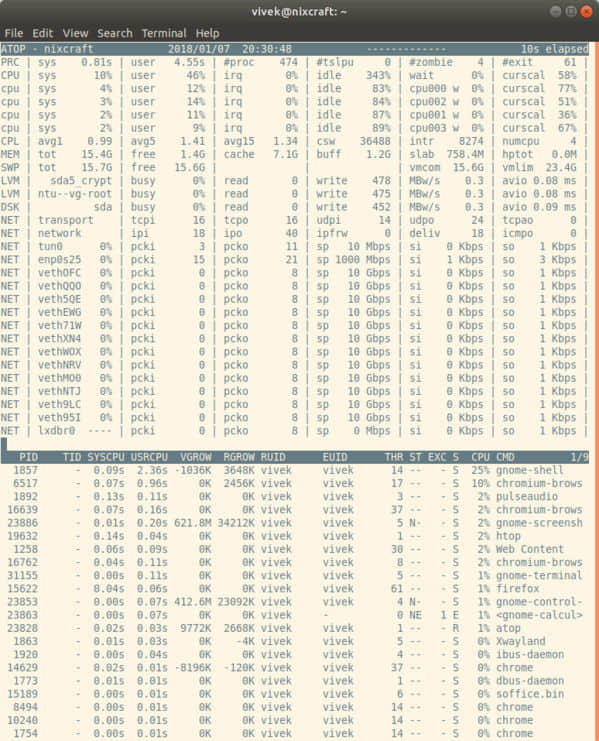 vivek@nixcraft: ~
File Edit View Search Terminal Help
ATOP - nixcraft 2018/01/07 20:30:48 ------------- 10s elapsed
PRC | sys 0.81s | user 4.55s | #proc 474 | #tslpu 0 | #zombie 4 | #exit 61 |
CPU | sys 10% | user 46% | irq 0% | idle 343% | wait 0% | curscal 58% |
cpu | sys 4% | user 12% | irq 0% | idle 83% | cpu000 w 0% | curscal 77% |
cpu | sys 3% | user 14% | irq 0% | idle 84% | cpu002 w 0% | curscal 51% |
cpu | sys 2% | user 11% | irq 0% | idle 87% | cpu001 w 0% | curscal 36% |
cpu | sys 2% | user 9% | irq 0% | idle 89% | cpu003 w 0% | curscal 67% |
CPL | avg1 0.99 | avg5 1.41 | avg15 1.34 | csw 36488 | intr 8274 | numcpu 4 |
MEM | tot 15.4G | free 1.4G | cache 7.1G | buff 1.2G | slab 758.4M | hptot 0.0M |
SWP | tot 15.7G | free 15.6G | | | vmcom 15.6G | vmlim 23.4G |
LVM | sda5_crypt | busy 0% | read 0 | write 478 | MBw/s 0.3 | avio 0.08 ms |
LVM | ntu--vg-root | busy 0% | read 0 | write 475 | MBw/s 0.3 | avio 0.08 ms |
DSK | sda | busy 0% | read 0 | write 452 | MBw/s 0.3 | avio 0.09 ms |
NET | transport | tcpi 16 | tcpo 16 | udpi 14 | udpo 24 | tcpao 0 |
NET | network | ipi 18 | ipo 40 | ipfrw 0 | deliv 18 | icmpo 0 |
NET | tun0 0% | pcki 3 | pcko 11 | sp 10 Mbps | si 0 Kbps | so 1 Kbps |
NET | enp0s25 0% | pcki 15 | pcko 21 | sp 1000 Mbps | si 1 Kbps | so 3 Kbps |
NET | vethOFC 0% | pcki 0 | pcko 8 | sp 10 Gbps | si 0 Kbps | so 1 Kbps |
NET | vethQQO 0% | pcki 0 | pcko 8 | sp 10 Gbps | si 0 Kbps | so 1 Kbps |
NET | veth5QE 0% | pcki 0 | pcko 8 | sp 10 Gbps | si 0 Kbps | so 1 Kbps |
NET | vethEWG 0% | pcki 0 | pcko 8 | sp 10 Gbps | si 0 Kbps | so 1 Kbps |
NET | veth71W 0% | pcki 0 | pcko 8 | sp 10 Gbps | si 0 Kbps | so 1 Kbps |
NET | vethXN4 0% | pcki 0 | pcko 8 | sp 10 Gbps | si 0 Kbps | so 1 Kbps |
NET | vethWOX 0% | pcki 0 | pcko 8 | sp 10 Gbps | si 0 Kbps | so 1 Kbps |
NET | vethNRV 0% | pcki 0 | pcko 8 | sp 10 Gbps | si 0 Kbps | so 1 Kbps |
NET | vethMO0 0% | pcki 0 | pcko 8 | sp 10 Gbps | si 0 Kbps | so 1 Kbps |
NET | vethNTJ 0% | pcki 0 | pcko 8 | sp 10 Gbps | si 0 Kbps | so 1 Kbps |
NET | veth9LC 0% | pcki 0 | pcko 8 | sp 10 Gbps | si 0 Kbps | so 1 Kbps |
NET | veth95I 0% | pcki 0 | pcko 8 | sp 10 Gbps | si 0 Kbps | so 1 Kbps |
NET | lxdbr0 ---- | pcki 0 | pcko 8 | sp 0 Mbps | si 0 Kbps | so 1 Kbps |
PID TID SYSCPU USRCPU VGROW RGROW RUID EUID THR ST EXC S CPU CMD 1/9
1857 - 0.09s 2.36s -1036K 3648K vivek vivek 14 -- - S 25% gnome-shell
6517 - 0.07s 0.96s 0K 2456K vivek vivek 17 -- - S 10% chromium-brows
1892 - 0.13s 0.11s 0K 0K vivek vivek 3 -- - S 2% pulseaudio
16639 - 0.07s 0.16s 0K 0K vivek vivek 37 -- - S 2% chromium-brows
23886 - 0.01s 0.20s 621.8M 34212K vivek vivek 5 N- - S 2% gnome-screensh
19632 - 0.14s 0.04s 0K 0K vivek vivek 1 -- - S 2% htop
1258 - 0.06s 0.09s 0K 0K vivek vivek 30 -- - S 2% Web Content
16762 - 0.04s 0.11s 0K 0K vivek vivek 8 -- - S 2% chromium-brows
31155 - 0.00s 0.11s 0K 0K vivek vivek 5 -- - S 1% gnome-terminal
15622 - 0.04s 0.06s 0K 0K vivek vivek 61 -- - S 1% firefox
23853 - 0.00s 0.07s 412.6M 23092K vivek vivek 4 N- - S 1% gnome-control-
23863 - 0.00s 0.07s 0K 0K vivek - 0 NE 1 E 1% <gnome-calcul>
23828 - 0.02s 0.03s 9772K 2668K vivek vivek 1 -- - R 1% atop
1863 - 0.01s 0.03s 0K -4K vivek vivek 5 -- - S 0% Xwayland
1920 - 0.00s 0.04s 0K 0K vivek vivek 4 -- - S 0% ibus-daemon
14629 - 0.02s 0.01s -8196K -120K vivek vivek 37 -- - S 0% chrome
1773 - 0.01s 0.01s 0K 0K vivek vivek 1 -- - S 0% dbus-daemon
15189 - 0.00s 0.01s 0K 0K vivek vivek 6 -- - S 0% soffice.bin
8494 - 0.00s 0.01s 0K 0K vivek vivek 14 -- - S 0% chrome
10240 - 0.00s 0.01s 0K 0K vivek vivek 14 -- - S 0% chrome
1754 - 0.00s 0.01s 0K 0K vivek vivek 14 -- - S 0% chrome